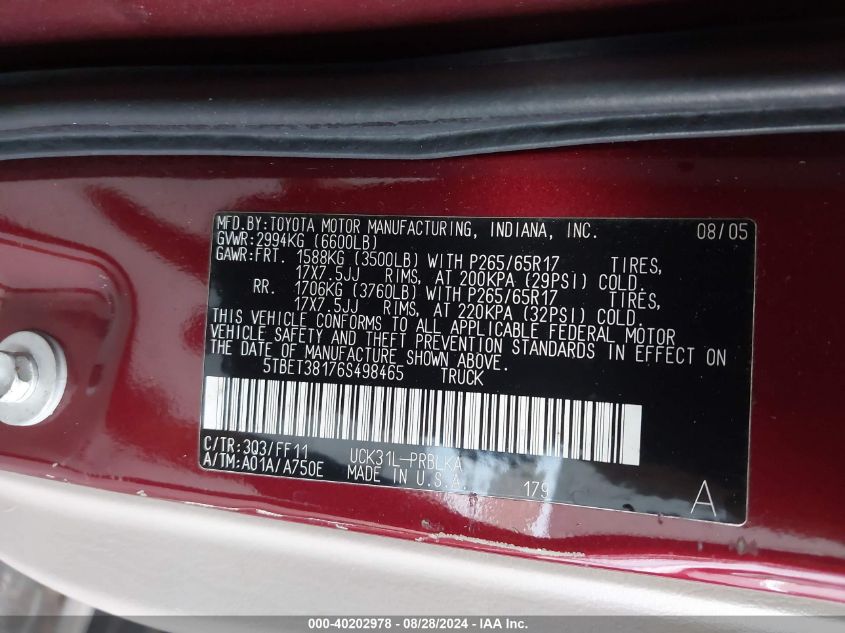 MFD.BY:TOYOTA MOTOR MANUFACTURING, INDIANA, INC. 08/05
GVWR:2994KG (6600LB)
GAWR:FRT. 1588KG (3500LB) WITH P265/65R17 TIRES,
17X7.5JJ RIMS, AT 200KPA (29PSI) COLD.
RR. 1706KG (3760LB) WITH P265/65R17 TIRES,
17X7.5JJ RIMS, AT 220KPA (32PSI) COLD.
THIS VEHICLE CONFORMS TO ALL APPLICABLE FEDERAL MOTOR
VEHICLE SAFETY AND THEFT PREVENTION STANDARDS IN EFFECT ON
THE DATE OF MANUFACTURE SHOWN ABOVE.
5TBET38176S498465 TRUCK
C/TR:3Q3/FF11 UCK31L-PRBLKA
A/TM:A01A/A750E MADE IN U.S.A. 179 A
000-40202978 - 08/28/2024 - IAA Inc.